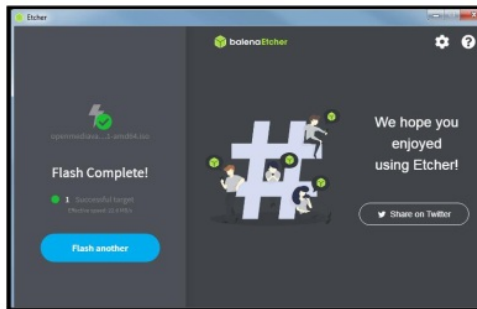 Etcher
balenaEtcher
Flash Complete!
1 Successful target
Flash another
We hope you
enjoyed
using Etcher!
Share on Twitter